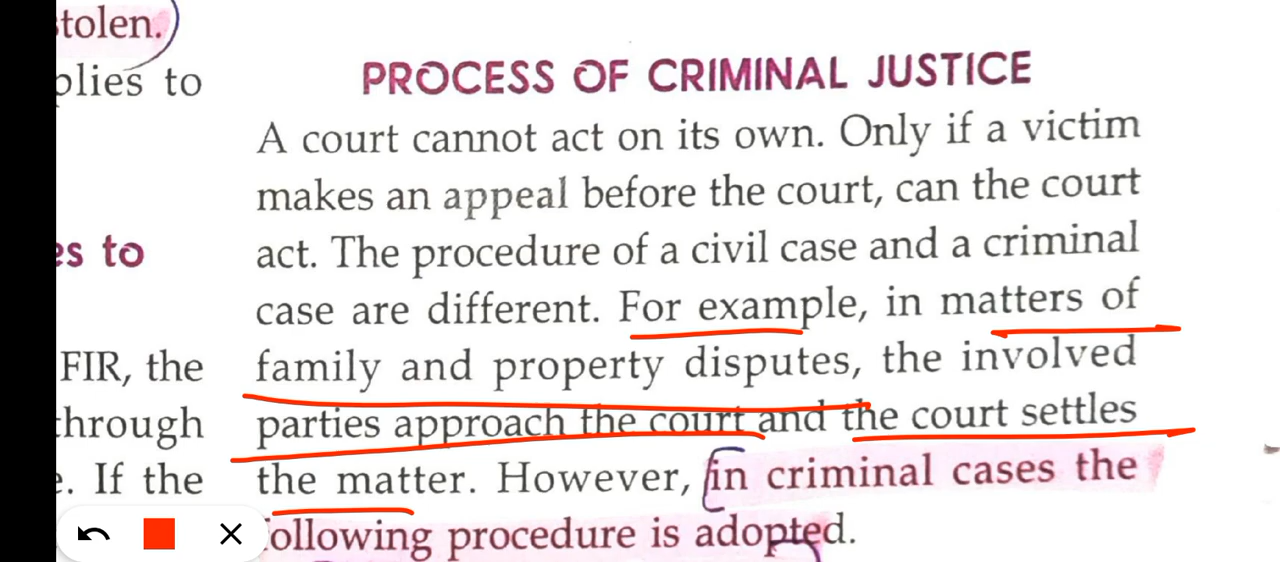 stolen.
plies to
es to
FIR, the
through
e. If the
PROCESS OF CRIMINAL JUSTICE
A court cannot act on its own. Only if a victim
makes an appeal before the court, can the court
act. The procedure of a civil case and a criminal
case are different. For example, in matters of
family and property disputes, the involved
parties approach the court and the court settles
the matter. However, in criminal cases the
following procedure is adopted.